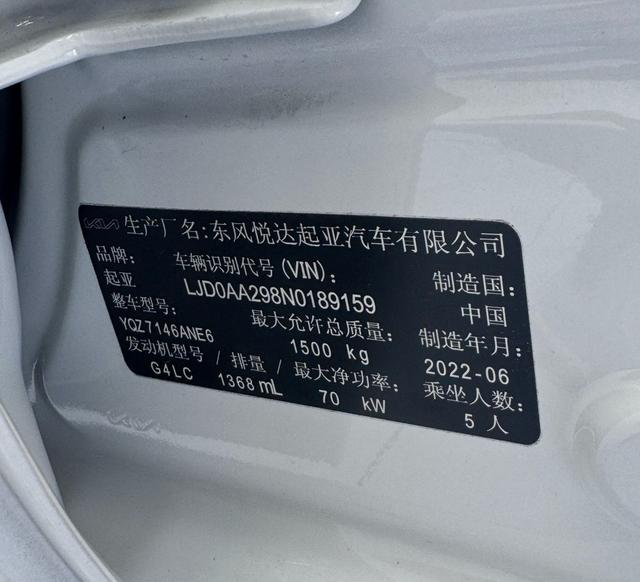 KIA 生产厂名:东风悦达起亚汽车有限公司
品牌: 车辆识别代号(VIN): 制造国:
起亚 LJD0AA298N0189159 中国
整车型号: 最大允许总质量: 制造年月:
YQZ7146ANE6 1500 kg 2022-06
发动机型号/排量/最大净功率: 乘坐人数:
G4LC 1368 mL 70 kW 5 人